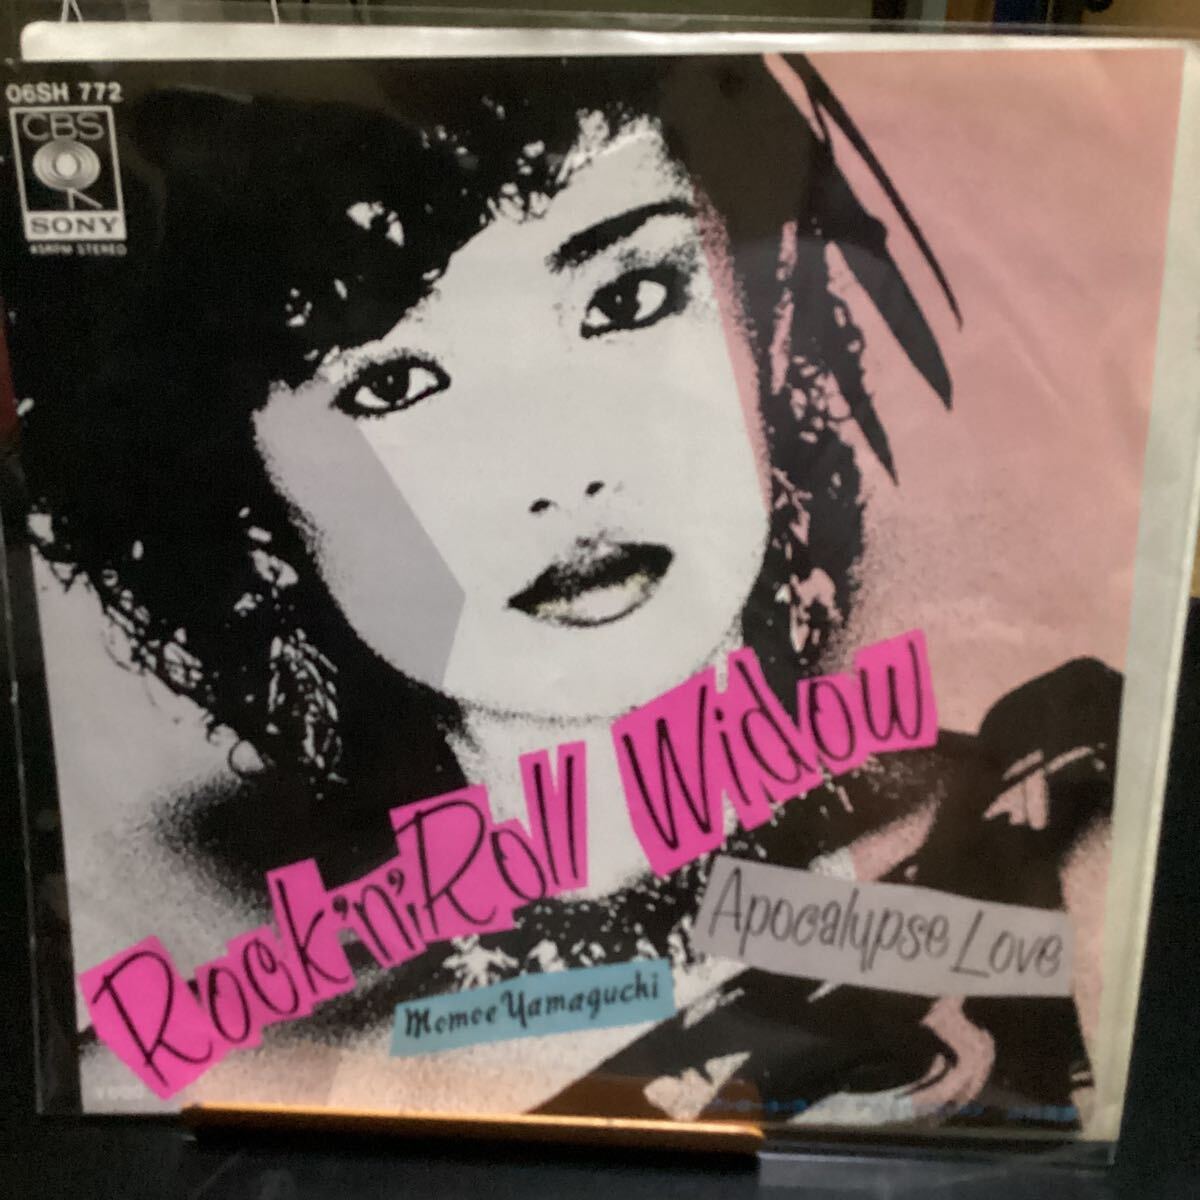 06SH 772
CBS
SONY
45RPM STEREO
Rock'n'Roll Widow
Apocalypse Love
Momoe Yamaguchi